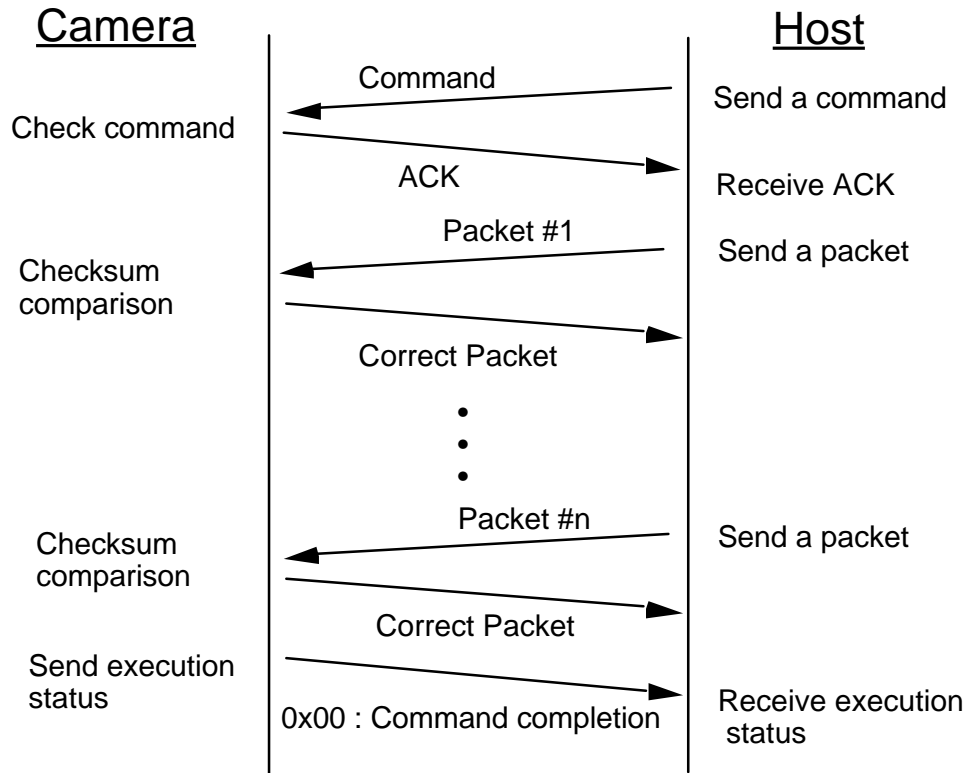 Camera
Host
Command
Send a command
Check command
ACK
Receive ACK
Packet #1
Send a packet
Checksum
comparison
Correct Packet
Packet #n
Send a packet
Checksum
comparison
Correct Packet
Send execution
status
0x00 : Command completion
Receive execution
status